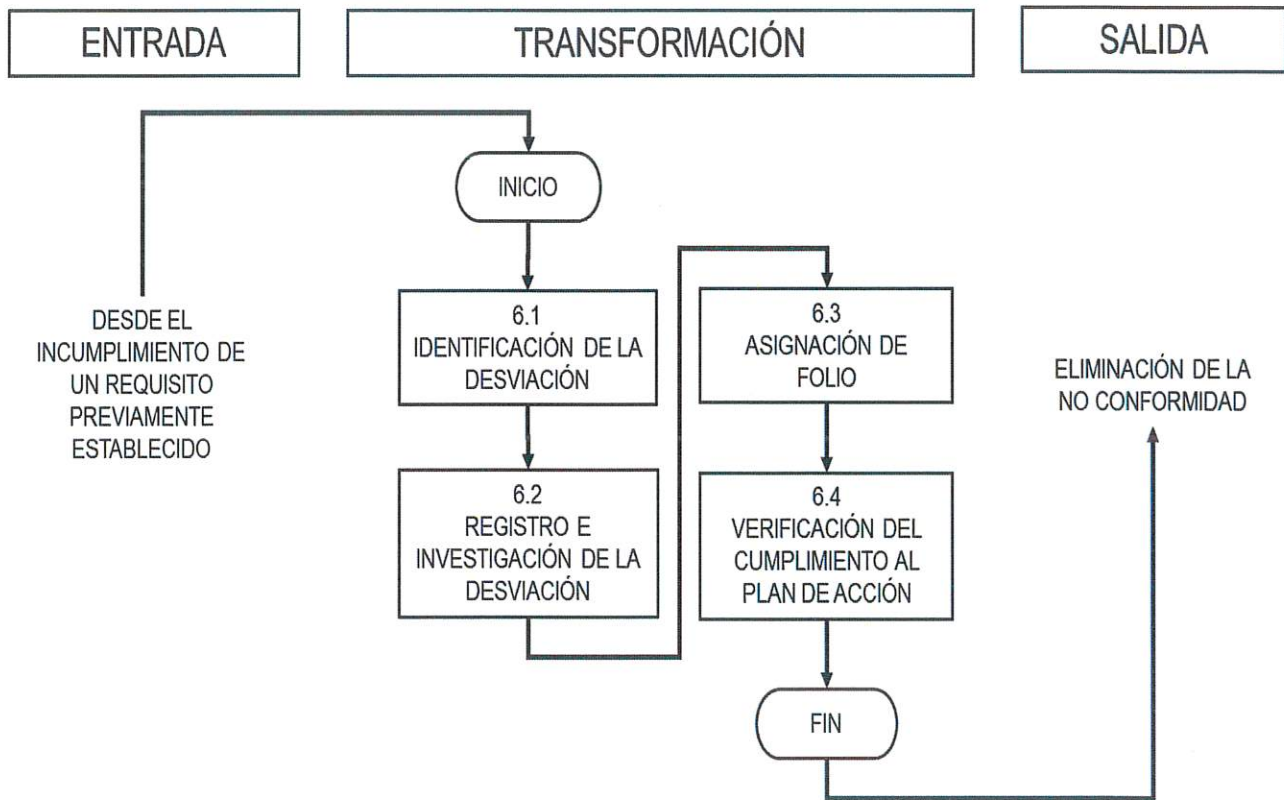 ENTRADA
TRANSFORMACIÓN
SALIDA
INICIO
DESDE EL
INCUMPLIMIENTO DE
UN REQUISITO
PREVIAMENTE
ESTABLECIDO
6.1
IDENTIFICACIÓN DE LA
DESVIACIÓN
6.2
REGISTRO E
INVESTIGACIÓN DE LA
DESVIACIÓN
6.3
ASIGNACIÓN DE
FOLIO
6.4
VERIFICACIÓN DEL
CUMPLIMIENTO AL
PLAN DE ACCIÓN
FIN
ELIMINACIÓN DE LA
NO CONFORMIDAD